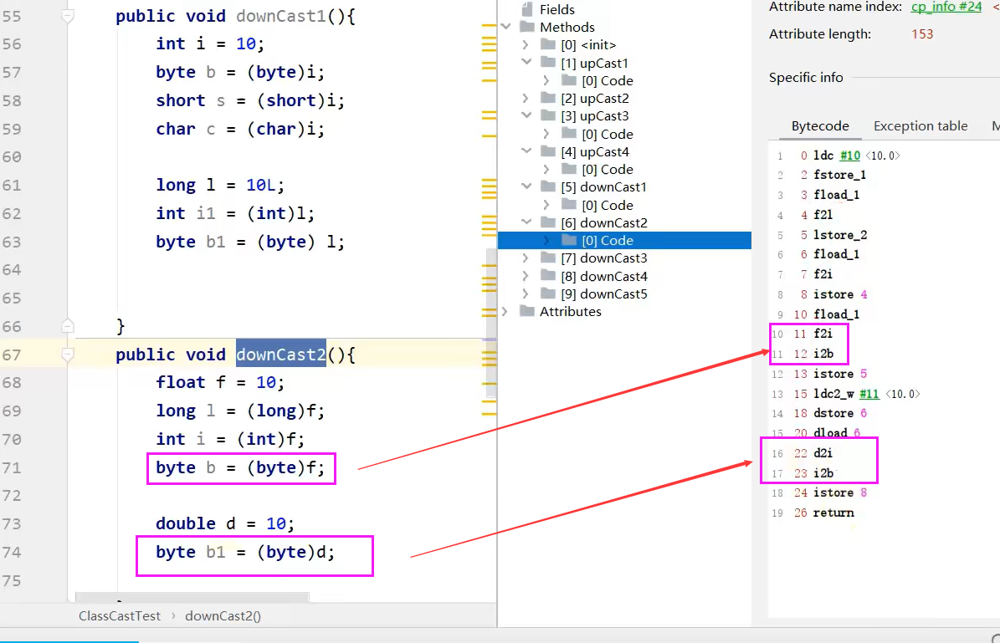 55 public void downCast1(){
56 int i = 10;
57 byte b = (byte)i;
58 short s = (short)i;
59 char c = (char)i;
60
61 long l = 10L;
62 int i1 = (int)l;
63 byte b1 = (byte) l;
64
65
66 }
67 public void downCast2(){
68 float f = 10;
69 long l = (long)f;
70 int i = (int)f;
71 byte b = (byte)f;
72
73 double d = 10;
74 byte b1 = (byte)d;
75
ClassCastTest › downCast2()
Fields
Methods
[0] <init>
[1] upCast1
[0] Code
[2] upCast2
[3] upCast3
[0] Code
[4] upCast4
[0] Code
[5] downCast1
[0] Code
[6] downCast2
[0] Code
[7] downCast3
[8] downCast4
[9] downCast5
Attributes
Attribute name index: cp_info #24 <
Attribute length: 153
Specific info
Bytecode Exception table M
1 0 ldc #10 <10.0>
2 2 fstore_1
3 3 fload_1
4 4 f2l
5 5 lstore_2
6 6 fload_1
7 7 f2i
8 8 istore 4
9 10 fload_1
10 11 f2i
11 12 i2b
12 13 istore 5
13 15 ldc2_w #11 <10.0>
14 18 dstore 6
15 20 dload 6
16 22 d2i
17 23 i2b
18 24 istore 8
19 26 return